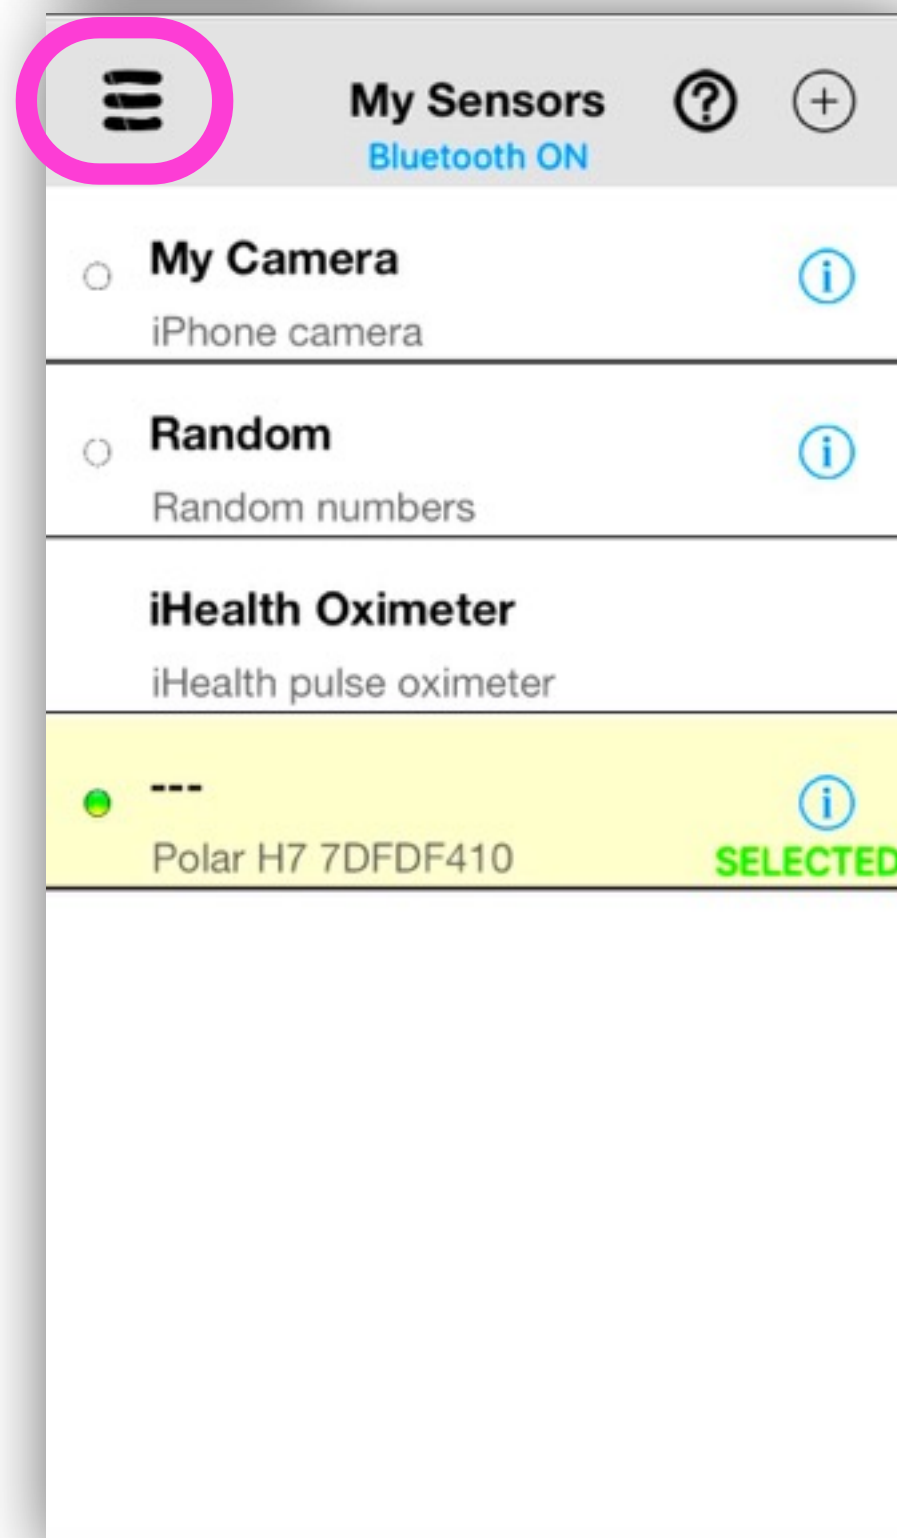 My Sensors
Bluetooth ON
My Camera
iPhone camera
Random
Random numbers
iHealth Oximeter
iHealth pulse oximeter
---
Polar H7 7DFDF410
SELECTED